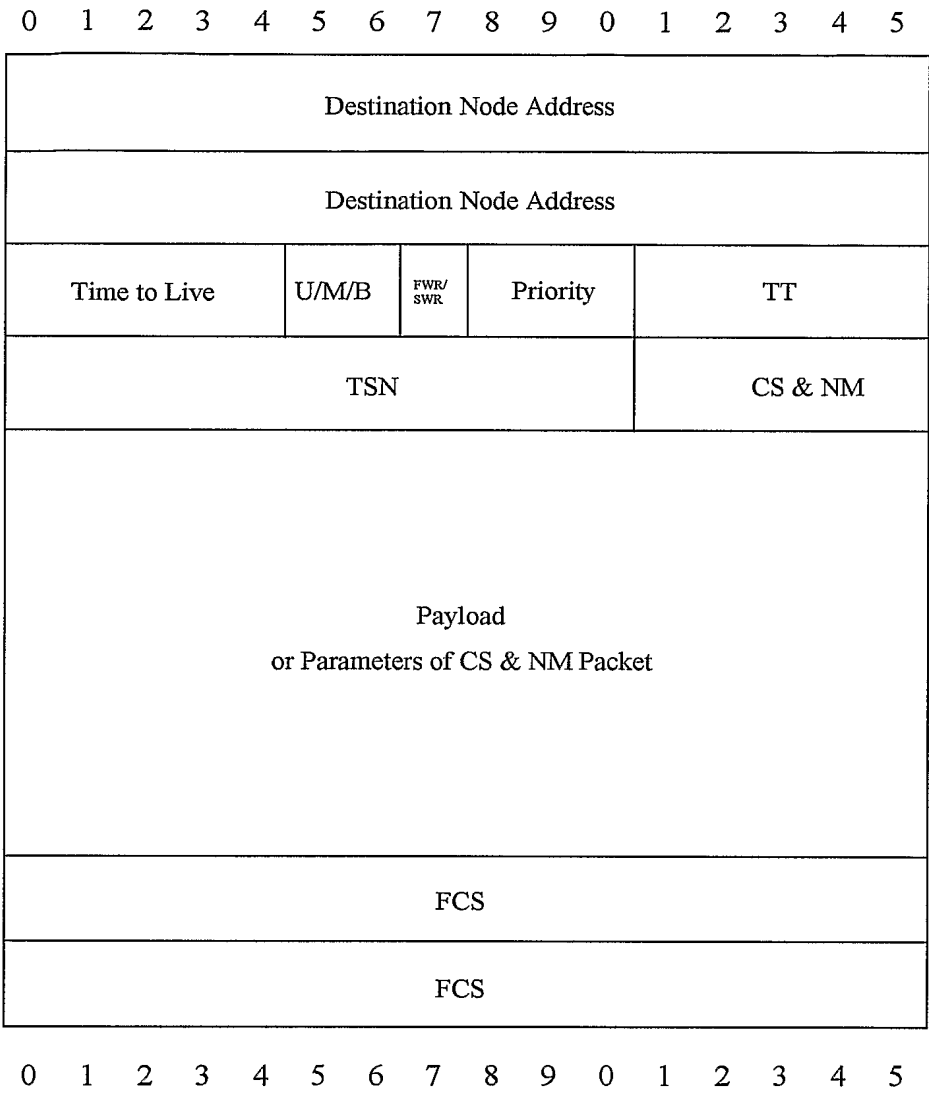 0 1 2 3 4 5 6 7 8 9 0 1 2 3 4 5
Destination Node Address
Destination Node Address
Time to Live U/M/B FWR/ SWR Priority TT
TSN CS & NM
Payload
or Parameters of CS & NM Packet
FCS
FCS
0 1 2 3 4 5 6 7 8 9 0 1 2 3 4 5